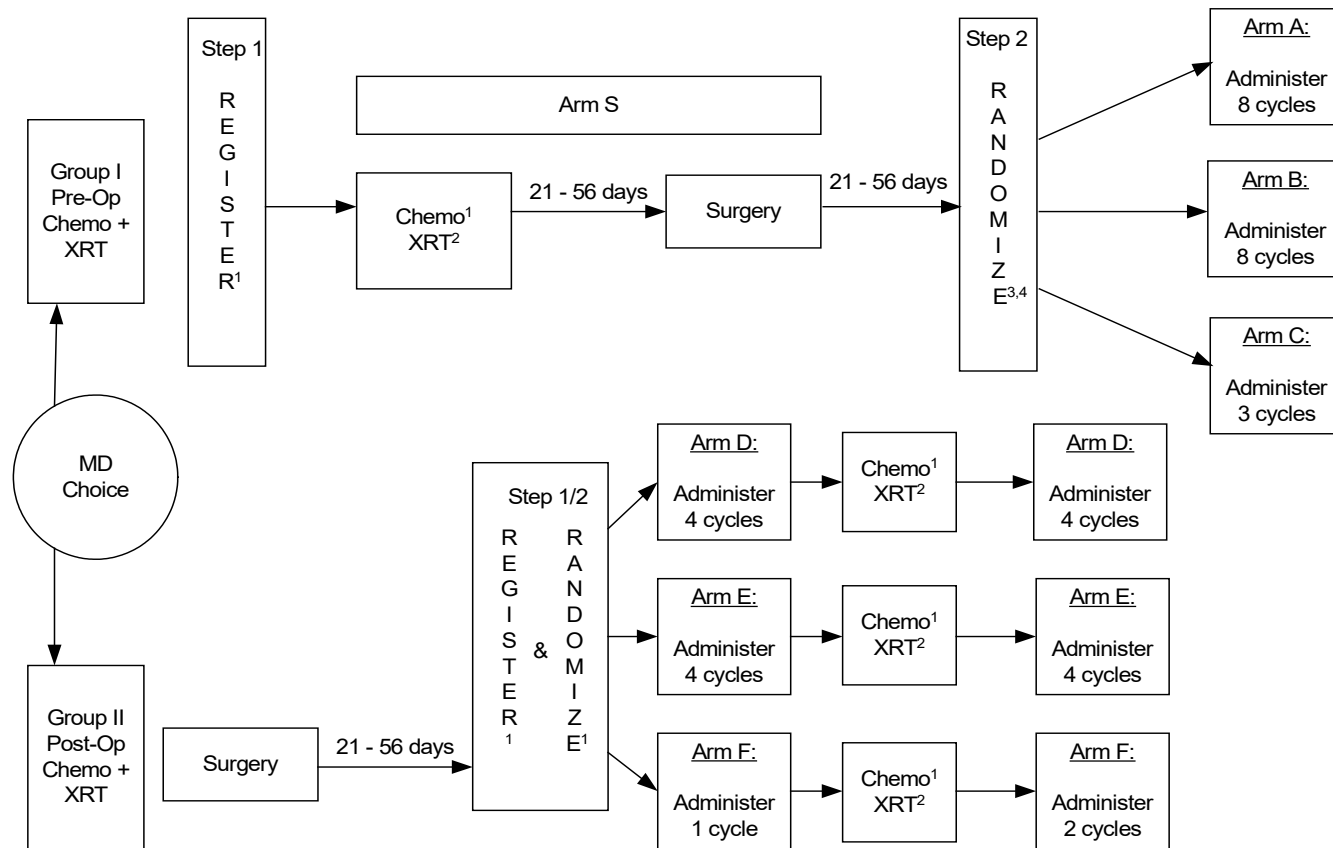 Group I
Pre-Op
Chemo +
XRT
Step 1
REGISTER¹
Arm S
Chemo¹
XRT²
21 - 56 days
Surgery
21 - 56 days
Step 2
RANDOMIZE³,⁴
Arm A:
Administer
8 cycles
Arm B:
Administer
8 cycles
Arm C:
Administer
3 cycles
MD
Choice
Group II
Post-Op
Chemo +
XRT
Surgery
21 - 56 days
Step 1/2
REGISTER¹
&
RANDOMIZE¹
Arm D:
Administer
4 cycles
Chemo¹
XRT²
Arm D:
Administer
4 cycles
Arm E:
Administer
4 cycles
Chemo¹
XRT²
Arm E:
Administer
4 cycles
Arm F:
Administer
1 cycle
Chemo¹
XRT²
Arm F:
Administer
2 cycles